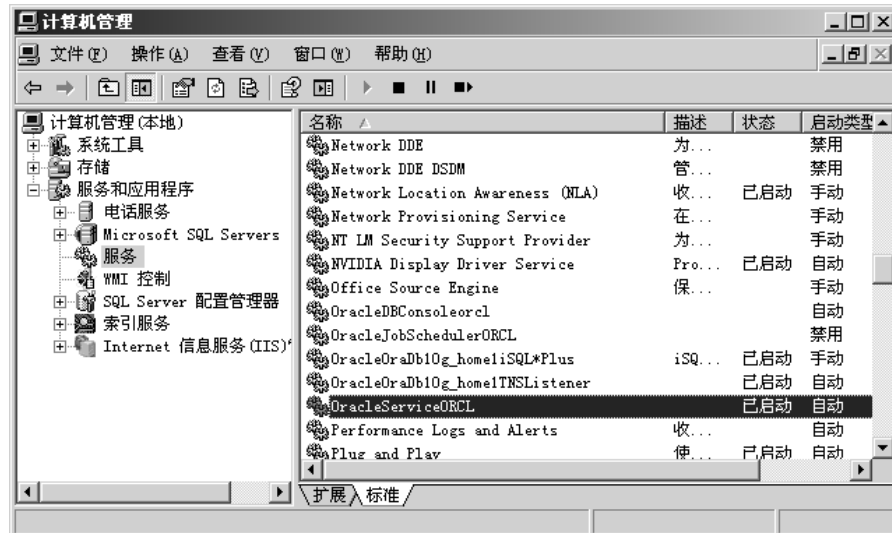 计算机管理
文件(F) 操作(A) 查看(V) 窗口(W) 帮助(H)
计算机管理(本地)
系统工具
存储
服务和应用程序
电话服务
Microsoft SQL Servers
服务
WMI 控制
SQL Server 配置管理器
索引服务
Internet 信息服务(IIS)
名称 描述 状态 启动类型
Network DDE 为... 禁用
Network DDE DSDM 管... 禁用
Network Location Awareness (NLA) 收... 已启动 手动
Network Provisioning Service 在... 手动
NT LM Security Support Provider 为... 手动
NVIDIA Display Driver Service Pro... 已启动 自动
Office Source Engine 保... 手动
OracleDBConsoleorcl 自动
OracleJobSchedulerORCL 禁用
OracleOraDb10g_home1iSQL*Plus iSQ... 已启动 手动
OracleOraDb10g_home1TNSListener 已启动 自动
OracleServiceORCL 已启动 自动
Performance Logs and Alerts 收... 自动
Plug and Play 使... 已启动 自动
扩展 标准